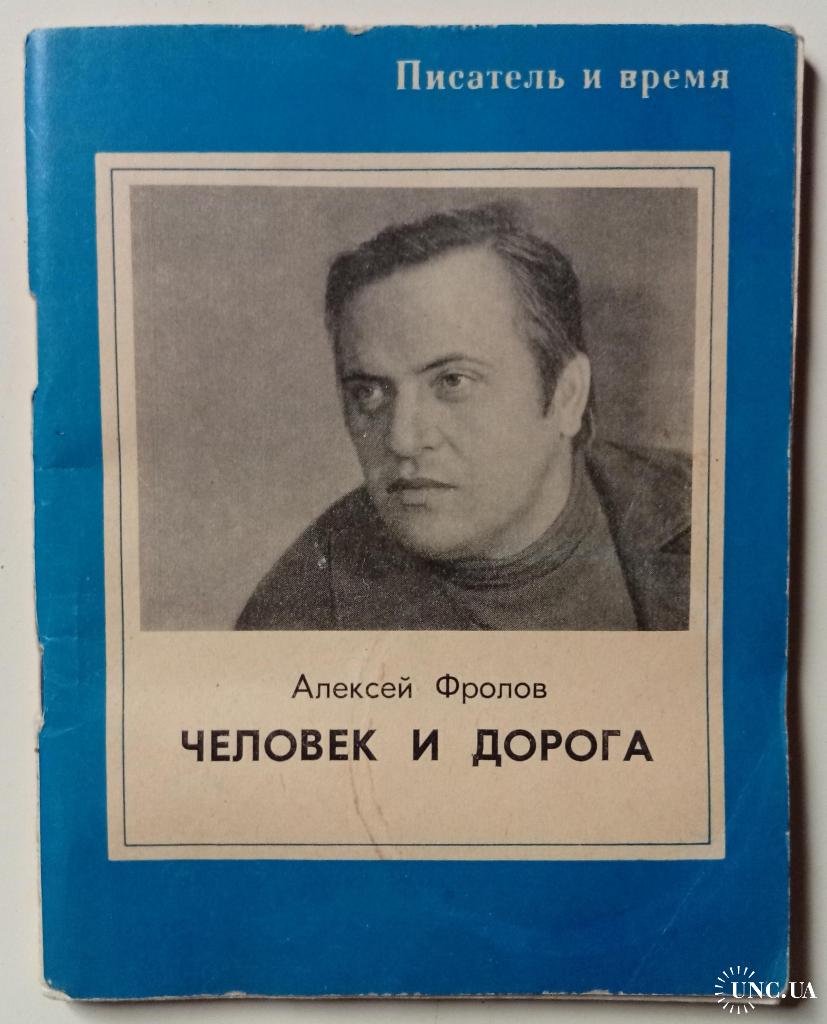 Писатель и время
Алексей Фролов
ЧЕЛОВЕК И ДОРОГА
UNC.UA